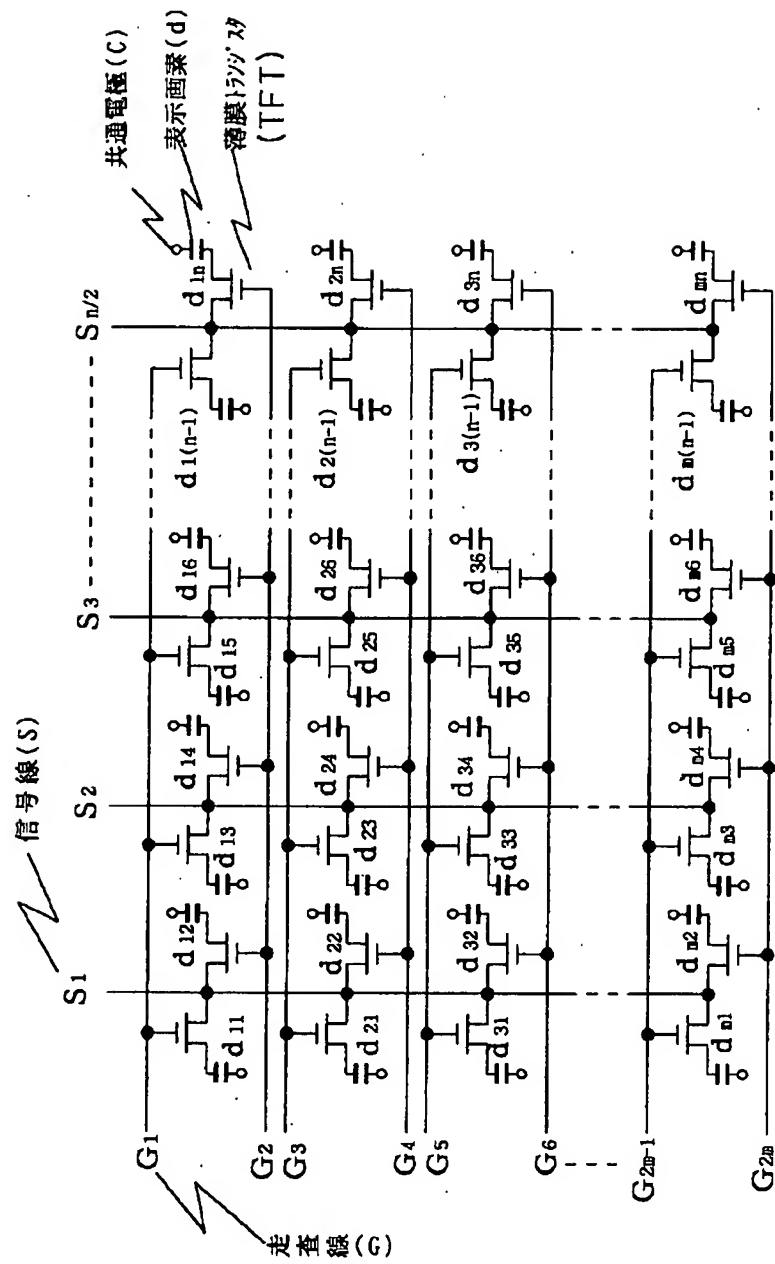 共通電極(C)
表示画素(d)
薄膜トランジスタ
(TFT)
信号線(S)
S1 S2 S3 Sn/2
G1
d11 d12 d13 d14 d15 d16 d1(n-1) d1n
G2
G3
d21 d22 d23 d24 d25 d26 d2(n-1) d2n
G4
G5
d31 d32 d33 d34 d35 d36 d3(n-1) d3n
G6
G2m-1
dm1 dm2 dm3 dm4 dm5 dm6 dm(n-1) dmn
G2m
走査線(G)